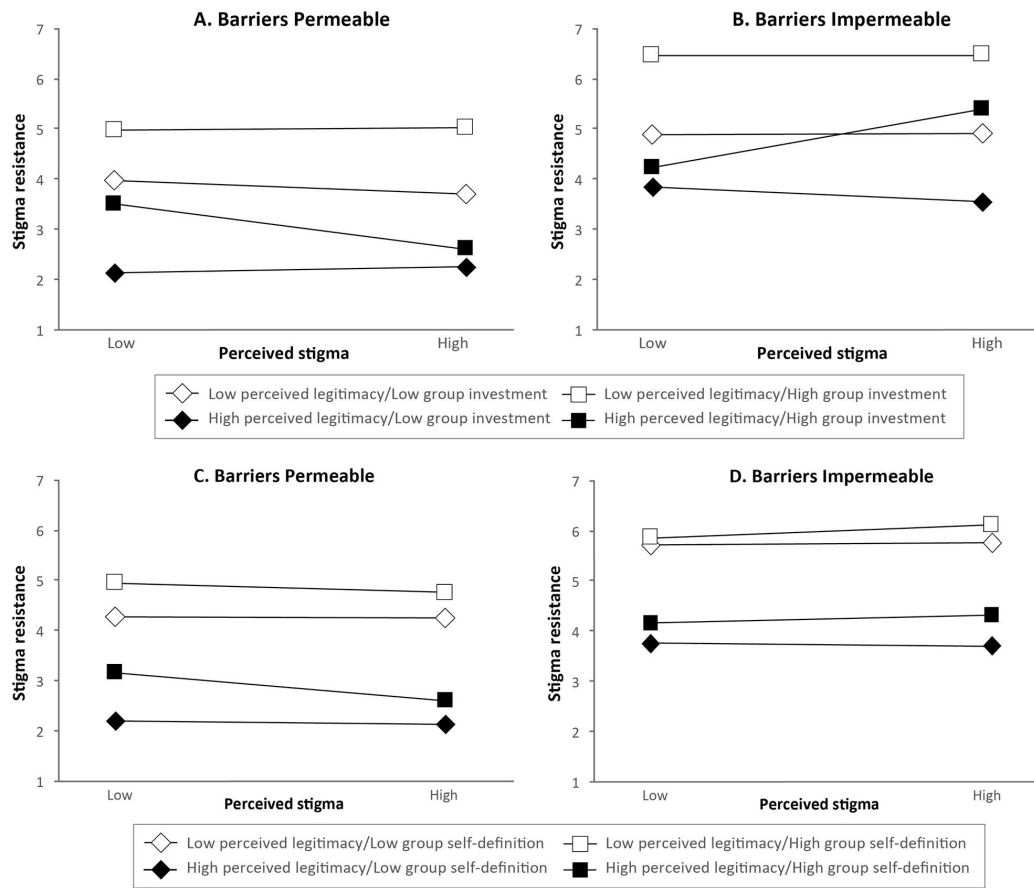 A. Barriers Permeable
B. Barriers Impermeable
7
6
5
4
3
2
1
Stigma resistance
Low
High
Perceived stigma
7
6
5
4
3
2
1
Stigma resistance
Low
High
Perceived stigma
Low perceived legitimacy/Low group investment
Low perceived legitimacy/High group investment
High perceived legitimacy/Low group investment
High perceived legitimacy/High group investment
C. Barriers Permeable
D. Barriers Impermeable
7
6
5
4
3
2
1
Stigma resistance
Low
High
Perceived stigma
7
6
5
4
3
2
1
Stigma resistance
Low
High
Perceived stigma
Low perceived legitimacy/Low group self-definition
Low perceived legitimacy/High group self-definition
High perceived legitimacy/Low group self-definition
High perceived legitimacy/High group self-definition